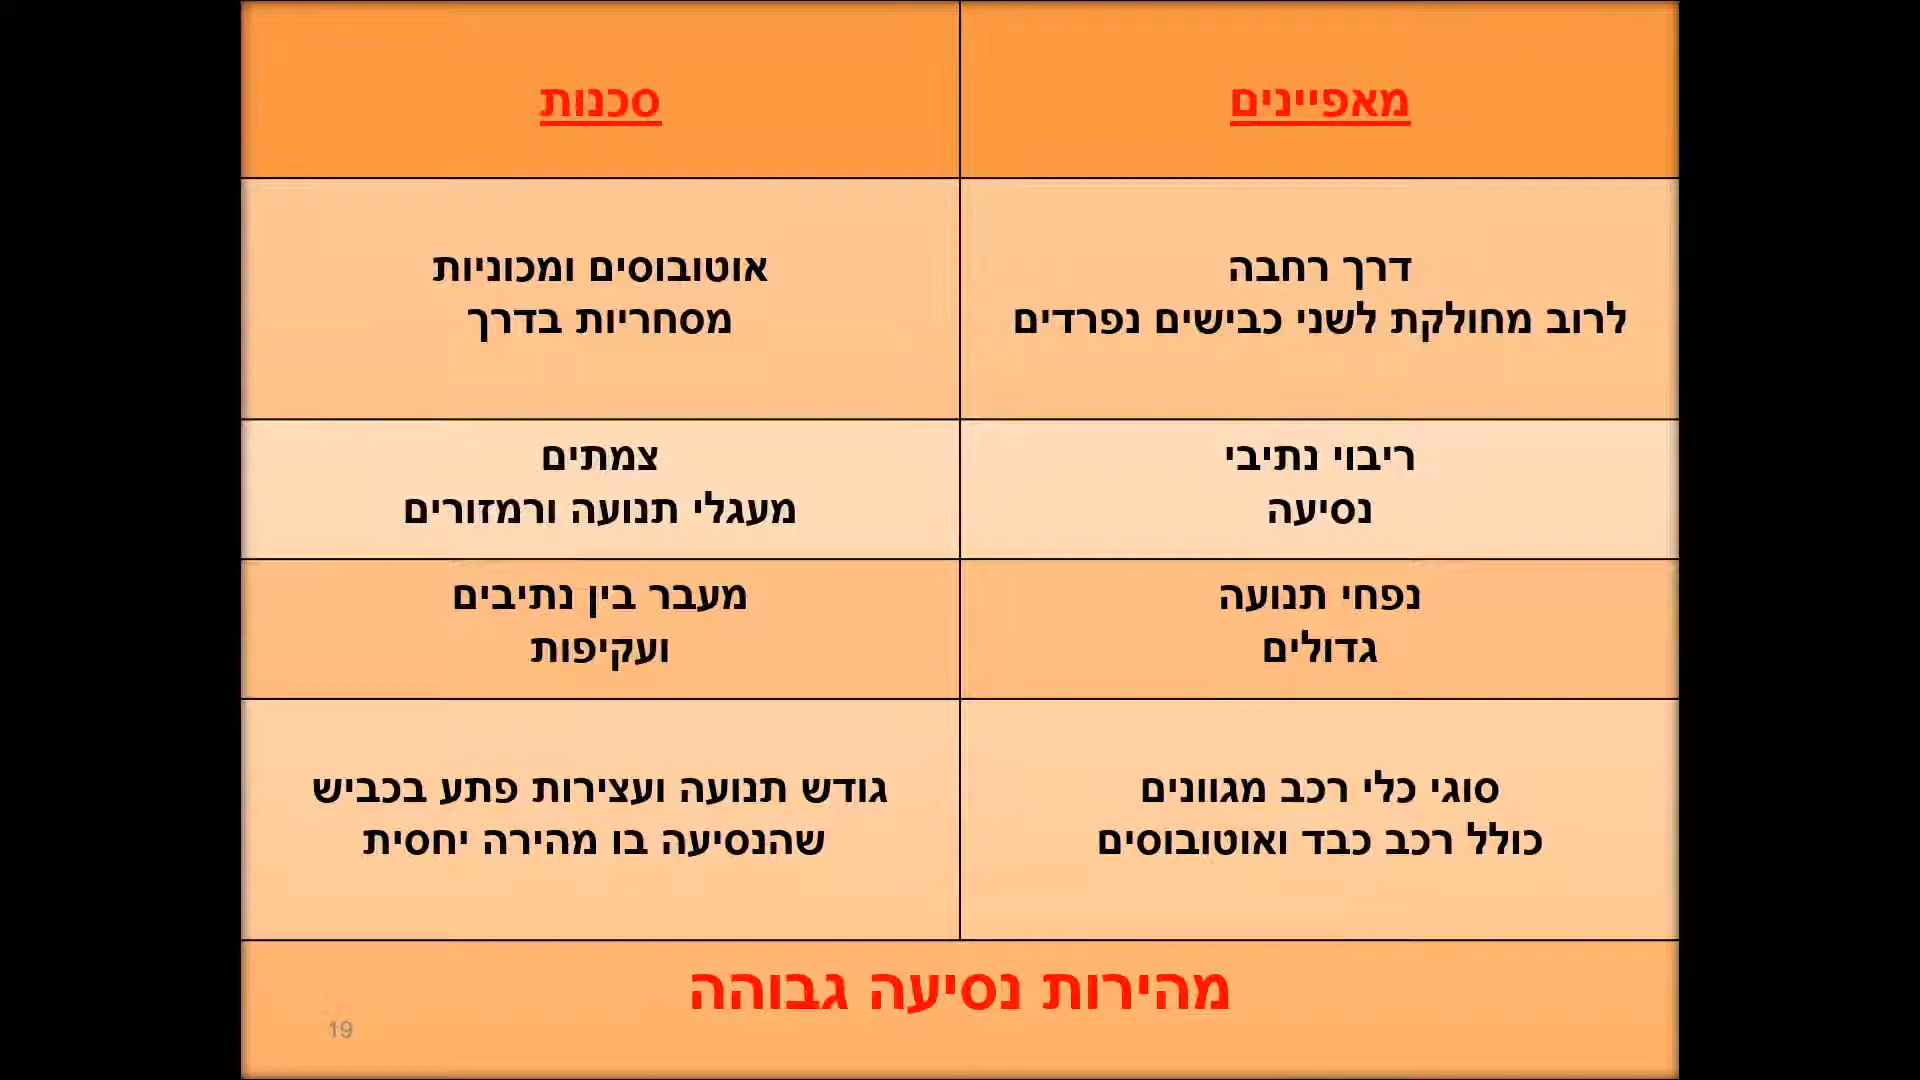 מאפיינים
סכנות
דרך רחבה
לרוב מחולקת לשני כבישים נפרדים
אוטובוסים ומכוניות
מסחריות בדרך
ריבוי נתיבי
נסיעה
צמתים
מעגלי תנועה ורמזורים
נפחי תנועה
גדולים
מעבר בין נתיבים
ועקיפות
סוגי כלי רכב מגוונים
כולל רכב כבד ואוטובוסים
גודש תנועה ועצירות פתע בכביש
שהנסיעה בו מהירה יחסית
מהירות נסיעה גבוהה
19